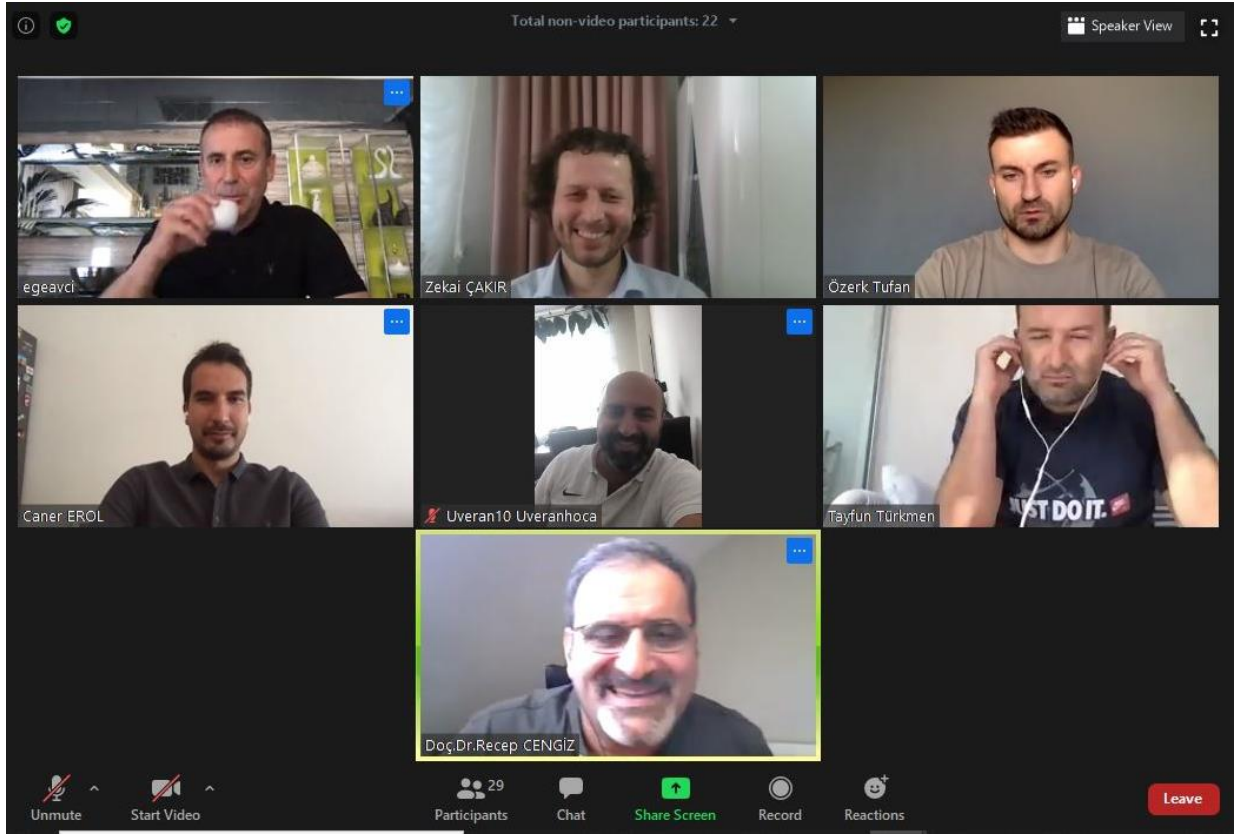 Total non-video participants: 22
Speaker View
egeavci
Zekai ÇAKIR
Özerk Tufan
Caner EROL
Uveran10 Uveranhoca
Tayfun Türkmen
JUST DO IT.
Doç.Dr.Recep CENGİZ
Unmute
Start Video
29
Participants
Chat
Share Screen
Record
Reactions
Leave